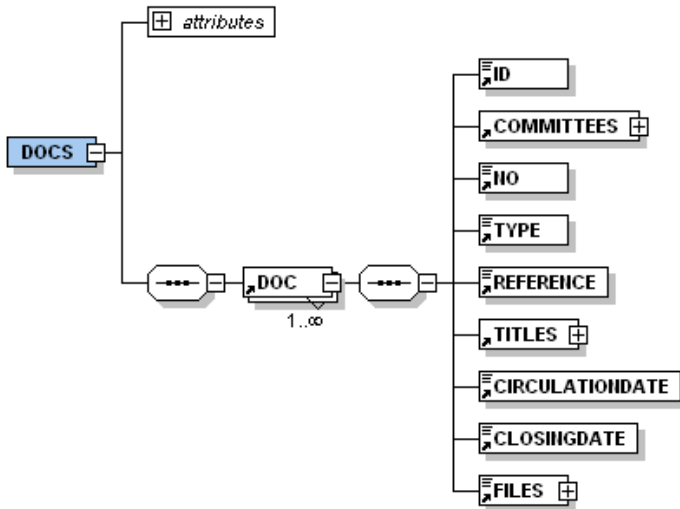 attributes
DOCS
DOC
1..∞
ID
COMMITTEES
NO
TYPE
REFERENCE
TITLES
CIRCULATIONDATE
CLOSINGDATE
FILES